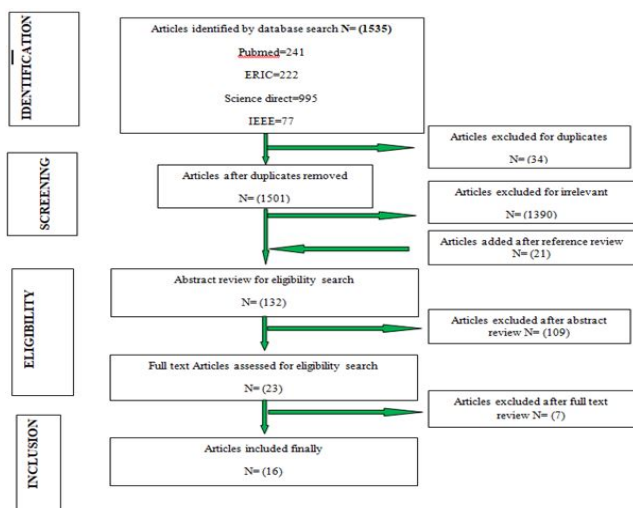 IDENTIFICATION
Articles identified by database search N= (1535)
Pubmed=241
ERIC=222
Science direct=995
IEEE=77
Articles excluded for duplicates
N= (34)
SCREENING
Articles after duplicates removed
N= (1501)
Articles excluded for irrelevant
N= (1390)
Articles added after reference review
N= (21)
ELIGIBILITY
Abstract review for eligibility search
N= (132)
Articles excluded after abstract
review N= (109)
Full text Articles assessed for eligibility search
N= (23)
Articles excluded after full text
review N= (7)
INCLUSION
Articles included finally
N= (16)